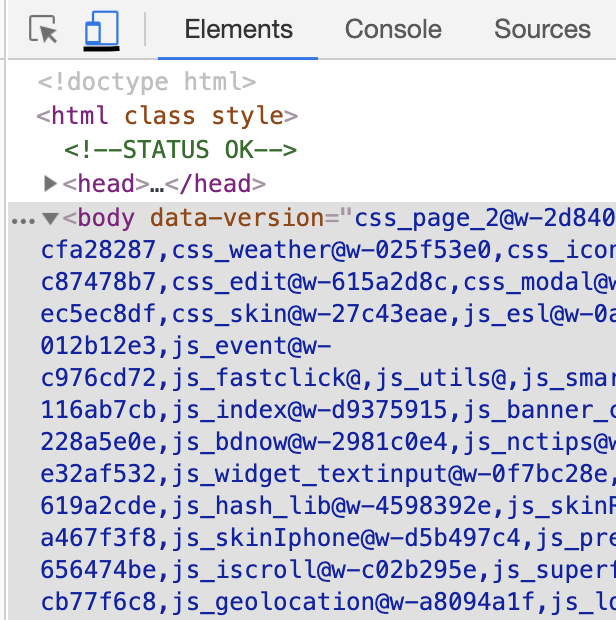 Elements Console Sources
<!doctype html>
<html class style>
<!--STATUS OK-->
▶<head>…</head>
…▼<body data-version="css_page_2@w-2d840
cfa28287,css_weather@w-025f53e0,css_icon
c87478b7,css_edit@w-615a2d8c,css_modal@w
ec5ec8df,css_skin@w-27c43eae,js_esl@w-0a
012b12e3,js_event@w-
c976cd72,js_fastclick@,js_utils@,js_smar
116ab7cb,js_index@w-d9375915,js_banner_c
228a5e0e,js_bdnow@w-2981c0e4,js_nctips@w
e32af532,js_widget_textinput@w-0f7bc28e,
619a2cde,js_hash_lib@w-4598392e,js_skinP
a467f3f8,js_skinIphone@w-d5b497c4,js_pre
656474be,js_iscroll@w-c02b295e,js_superf
cb77f6c8,js_geolocation@w-a8094a1f,js_lo